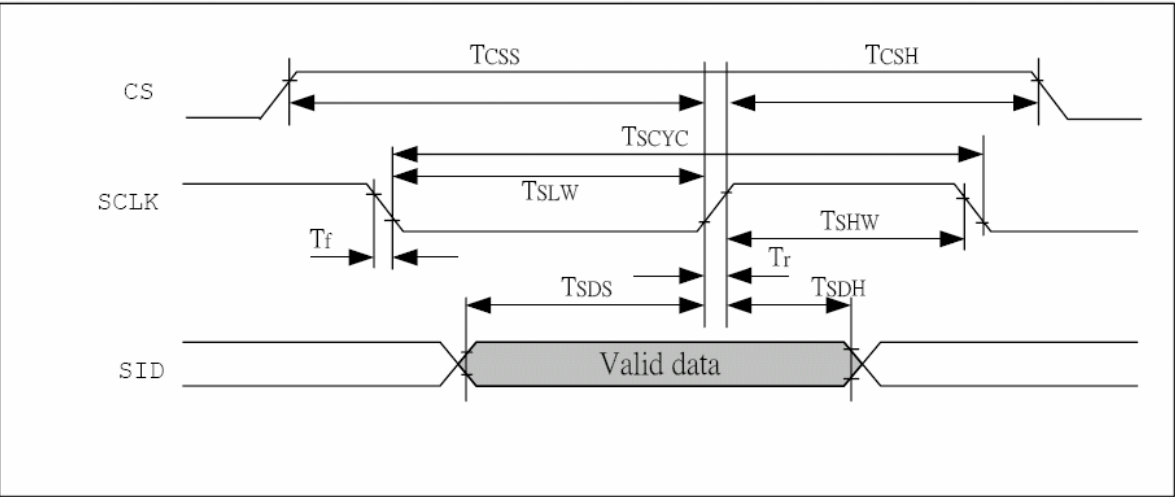 TCSS
TCSH
CS
TSCYC
TSLW
SCLK
TSHW
Tf
Tr
TSDS
TSDH
Valid data
SID